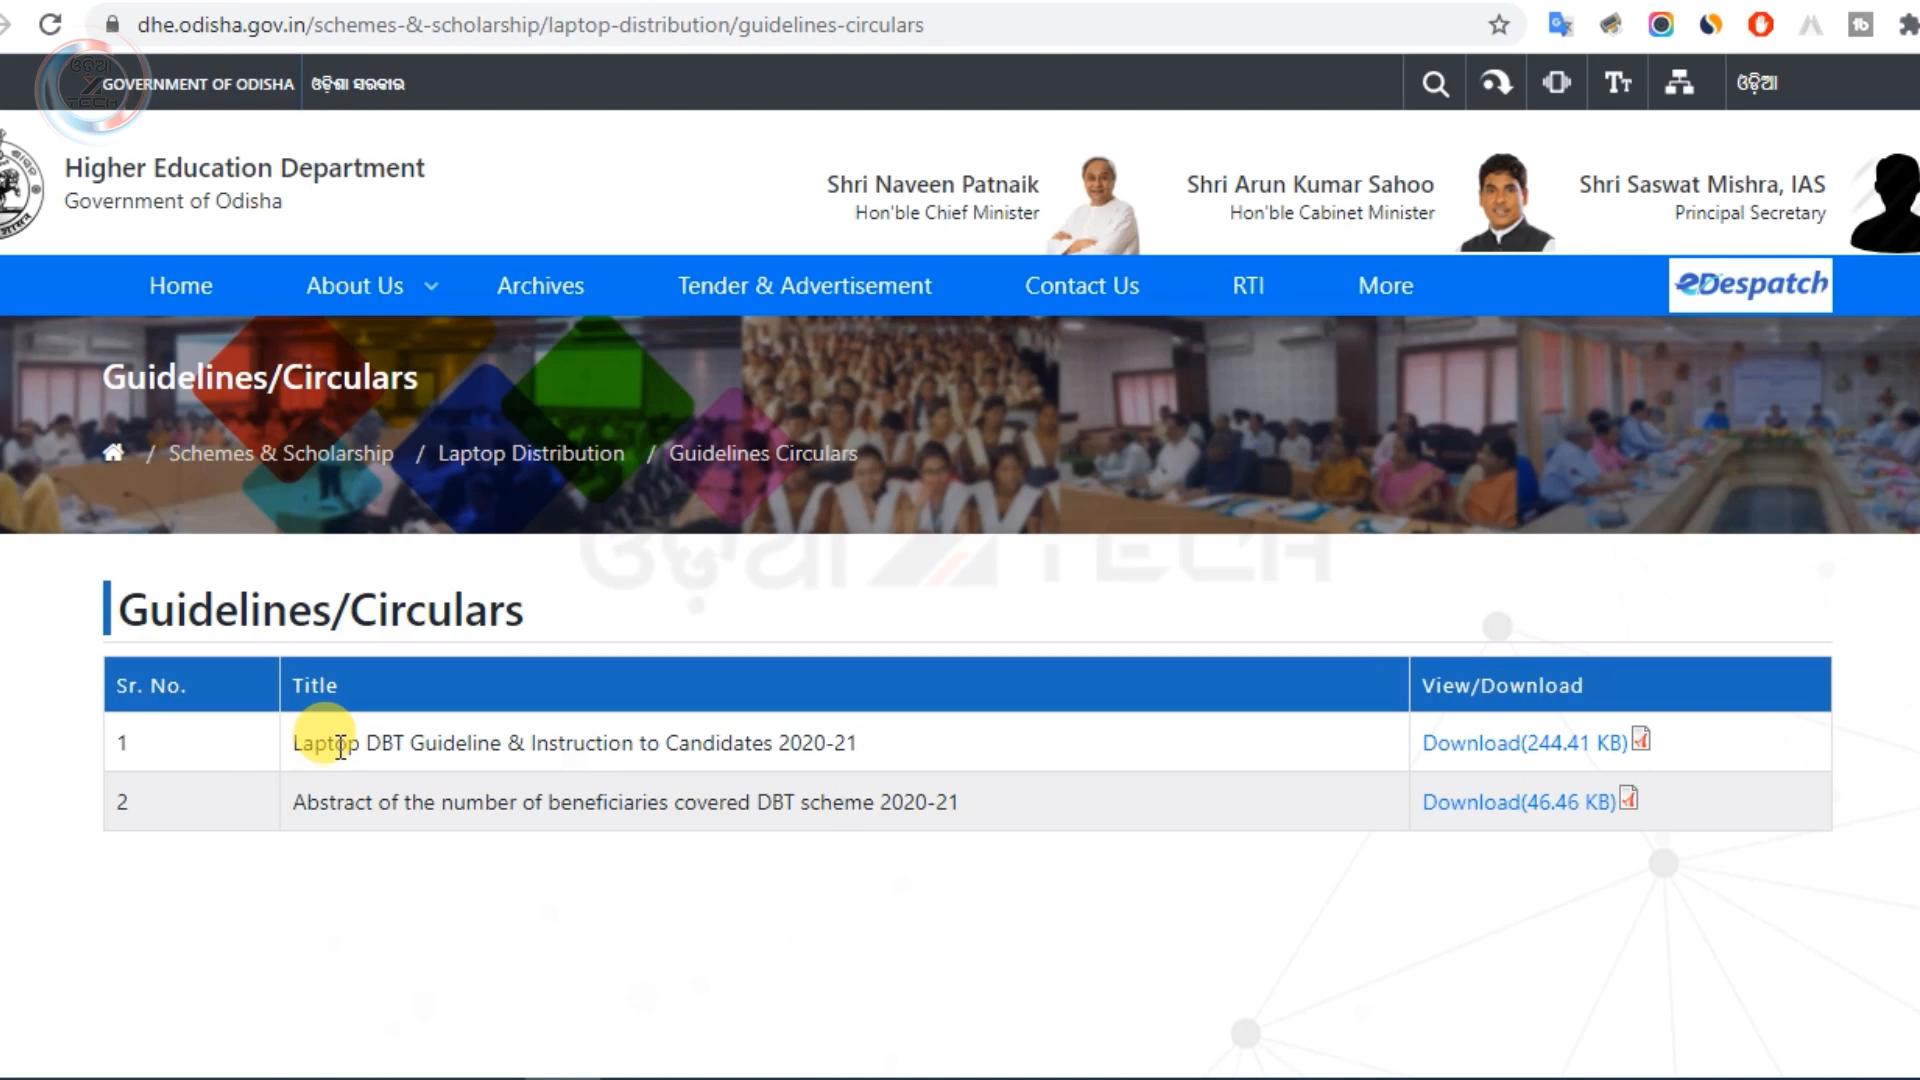 dhe.odisha.gov.in/schemes-&-scholarship/laptop-distribution/guidelines-circulars
ଓଡ଼ିଆ
TECH
GOVERNMENT OF ODISHA
ଓଡ଼ିଶା ସରକାର
ଓଡ଼ିଆ
Higher Education Department
Government of Odisha
Shri Naveen Patnaik
Hon'ble Chief Minister
Shri Arun Kumar Sahoo
Hon'ble Cabinet Minister
Shri Saswat Mishra, IAS
Principal Secretary
Home About Us Archives Tender & Advertisement Contact Us RTI More eDespatch
Guidelines/Circulars
/ Schemes & Scholarship / Laptop Distribution / Guidelines Circulars
ଓଡ଼ିଆ TECH
Guidelines/Circulars
Sr. No. Title View/Download
1 Laptop DBT Guideline & Instruction to Candidates 2020-21 Download(244.41 KB)
2 Abstract of the number of beneficiaries covered DBT scheme 2020-21 Download(46.46 KB)